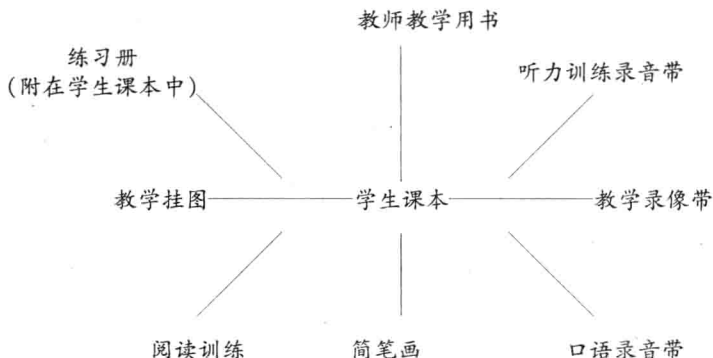 教师教学用书
练习册
(附在学生课本中)
听力训练录音带
教学挂图
学生课本
教学录像带
阅读训练
简笔画
口语录音带